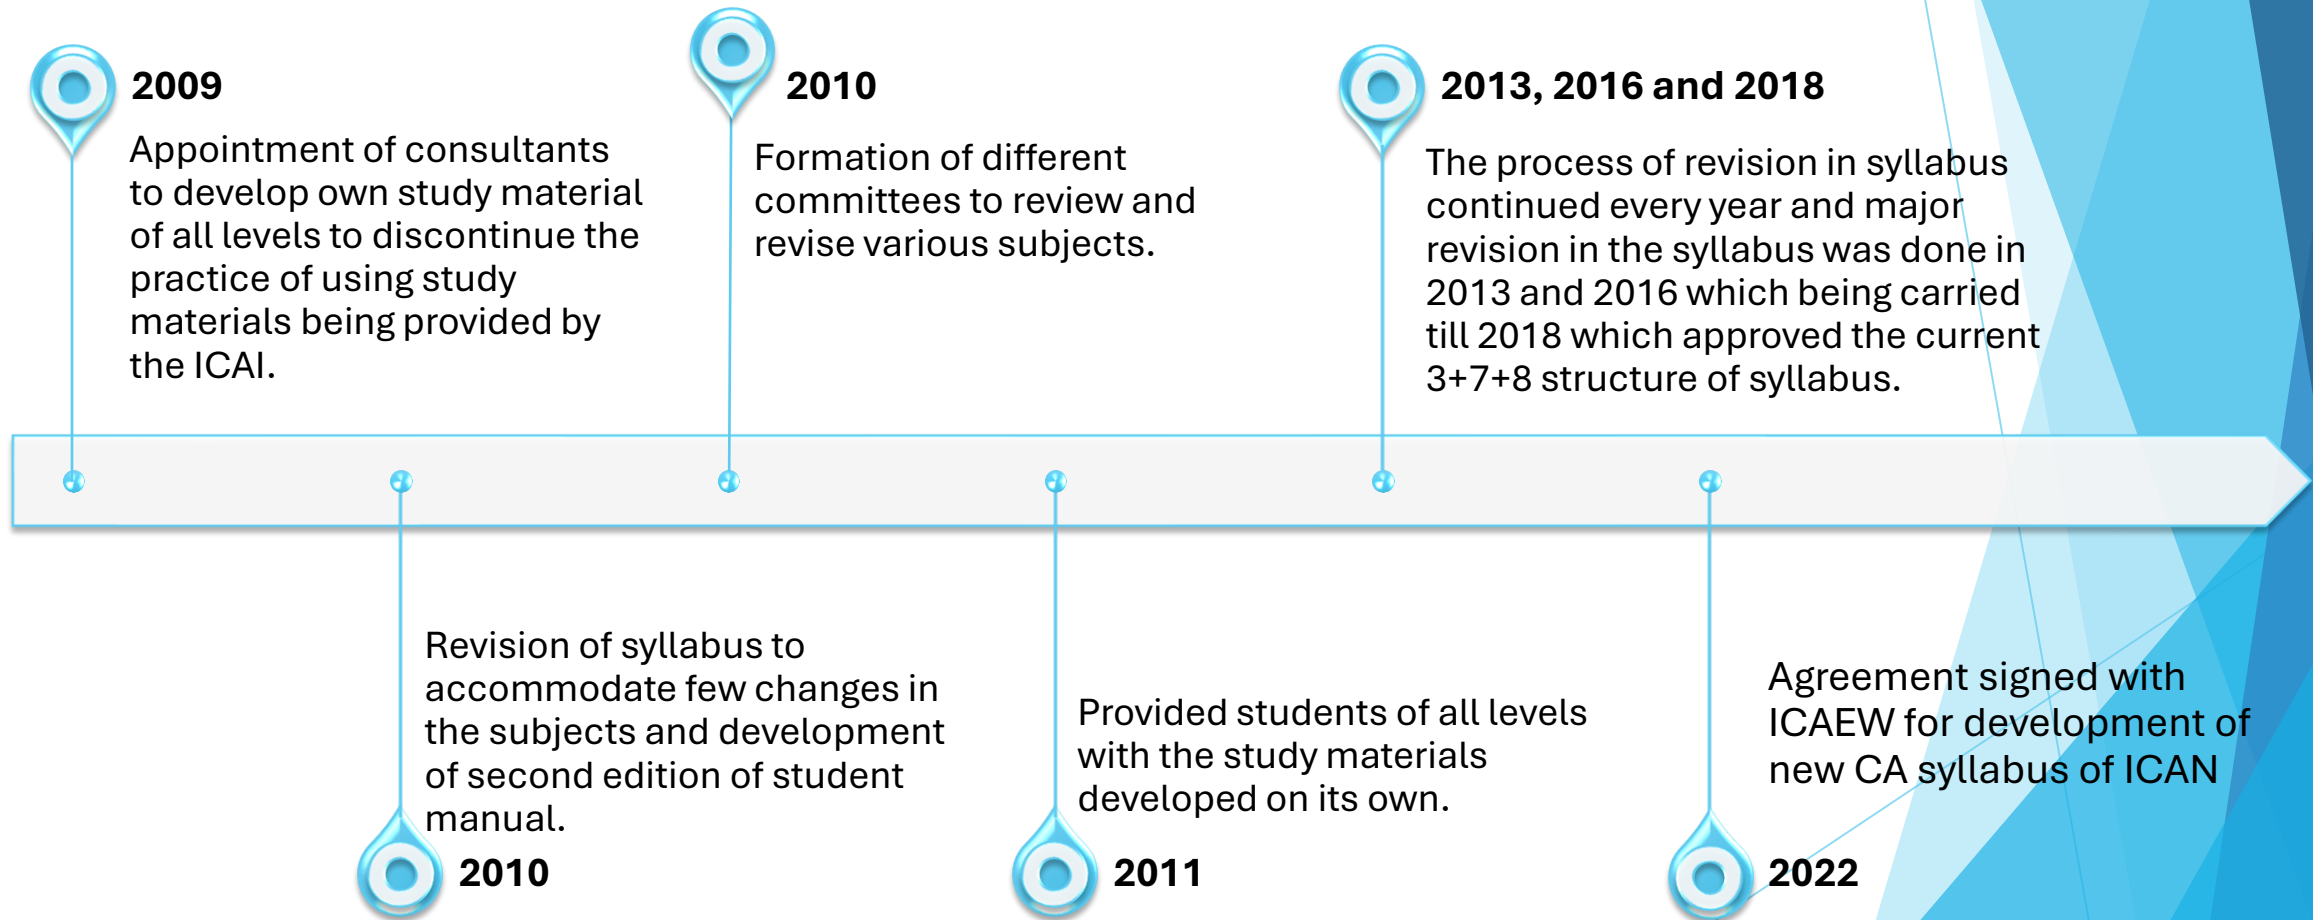 2009
Appointment of consultants
to develop own study material
of all levels to discontinue the
practice of using study
materials being provided by
the ICAI.
Revision of syllabus to
accommodate few changes in
the subjects and development
of second edition of student
manual.
2010
2010
Formation of different
committees to review and
revise various subjects.
Provided students of all levels
with the study materials
developed on its own.
2011
2013, 2016 and 2018
The process of revision in syllabus
continued every year and major
revision in the syllabus was done in
2013 and 2016 which being carried
till 2018 which approved the current
3+7+8 structure of syllabus.
Agreement signed with
ICAEW for development of
new CA syllabus of ICAN
2022